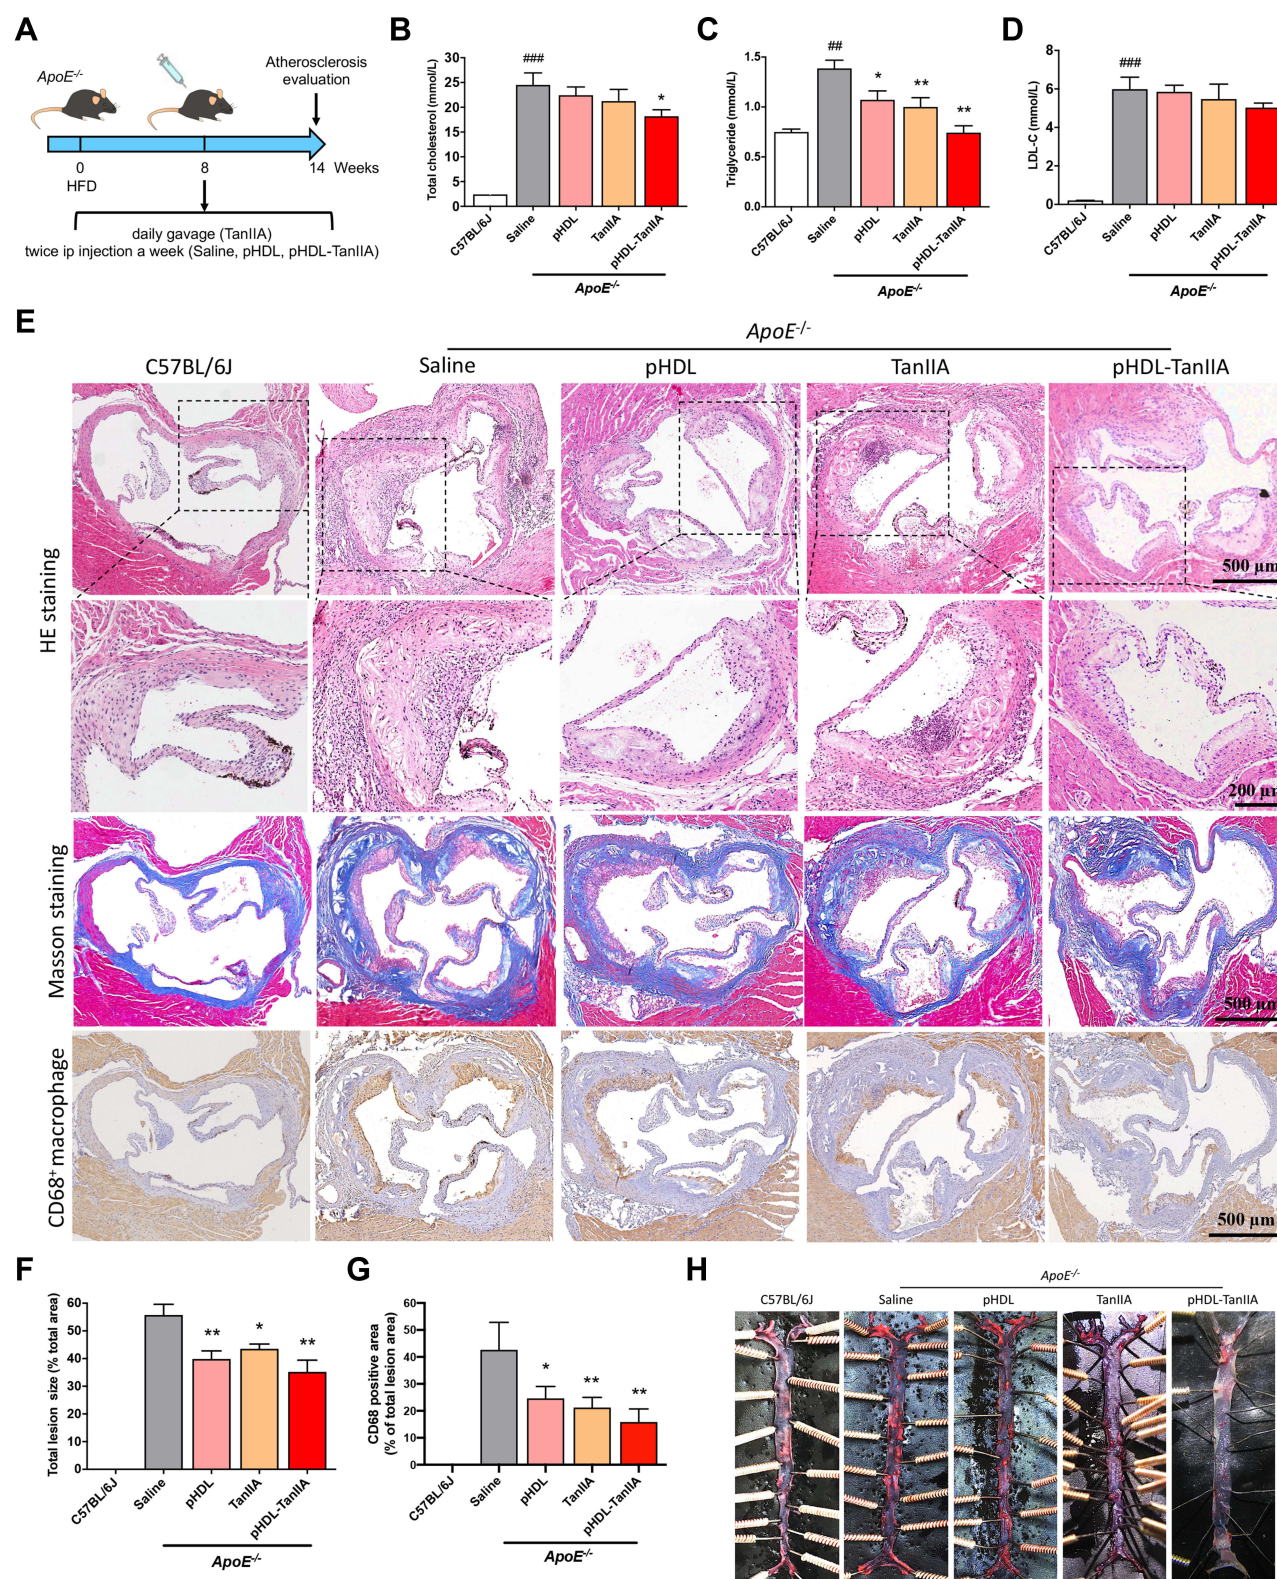 A
ApoE-/-
Atherosclerosis
evaluation
0
8
14
Weeks
HFD
daily gavage (TanIIA)
twice ip injection a week (Saline, pHDL, pHDL-TanIIA)
B
Total cholesterol (mmol/L)
30
25
20
15
10
5
0
###
*
C57BL/6J
Saline
pHDL
TanIIA
pHDL-TanIIA
ApoE-/-
C
Triglyceride (mmol/L)
1.5
1.0
0.5
0.0
##
*
**
**
C57BL/6J
Saline
pHDL
TanIIA
pHDL-TanIIA
ApoE-/-
D
LDL-C (mmol/L)
8
6
4
2
0
###
C57BL/6J
Saline
pHDL
TanIIA
pHDL-TanIIA
ApoE-/-
E
ApoE-/-
C57BL/6J
Saline
pHDL
TanIIA
pHDL-TanIIA
HE staining
500 μm
200 μm
Masson staining
500 μm
CD68+ macrophage
500 μm
F
Total lesion size (% total area)
60
50
40
30
20
10
0
**
*
**
C57BL/6J
Saline
pHDL
TanIIA
pHDL-TanIIA
ApoE-/-
G
CD68 positive area
(% of total lesion area)
60
50
40
30
20
10
0
*
**
**
C57BL/6J
Saline
pHDL
TanIIA
pHDL-TanIIA
ApoE-/-
H
ApoE-/-
C57BL/6J
Saline
pHDL
TanIIA
pHDL-TanIIA